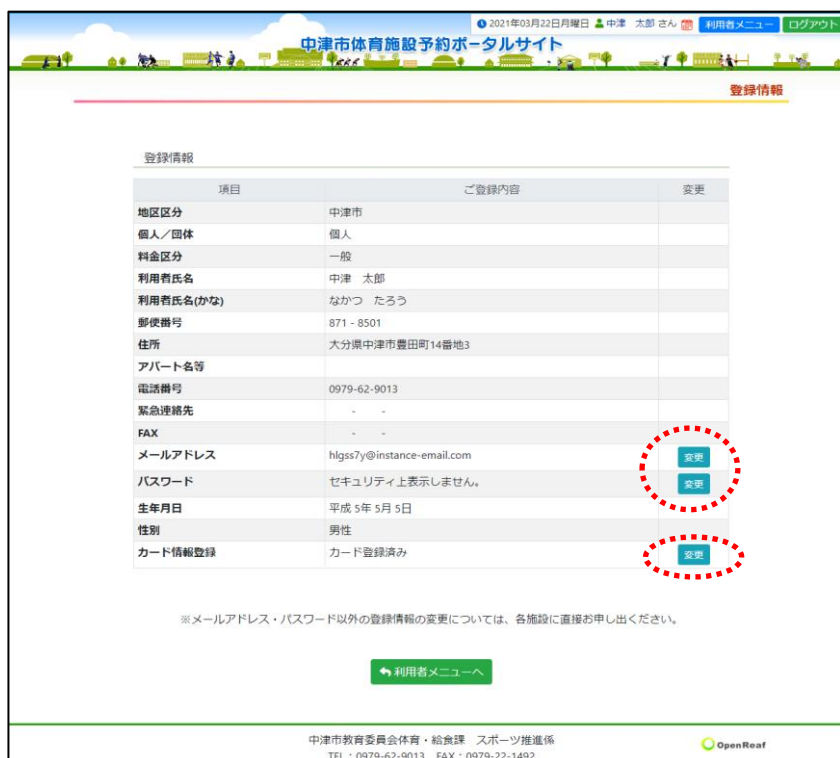 2021年03月22日月曜日 中津 太郎 さん 利用者メニュー ログアウト
中津市体育施設予約ポータルサイト
登録情報
登録情報
項目 ご登録内容 変更
地区区分 中津市
個人／団体 個人
料金区分 一般
利用者氏名 中津 太郎
利用者氏名(かな) なかつ たろう
郵便番号 871 - 8501
住所 大分県中津市豊田町14番地3
アパート名等
電話番号 0979-62-9013
緊急連絡先 - -
FAX - -
メールアドレス hlgss7y@instance-email.com 変更
パスワード セキュリティ上表示しません。 変更
生年月日 平成 5年 5月 5日
性別 男性
カード情報登録 カード登録済み 変更
※メールアドレス・パスワード以外の登録情報の変更については、各施設に直接お申し出ください。
利用者メニューへ
中津市教育委員会体育・給食課 スポーツ推進係
TEL：0979-62-9013 FAX：0979-22-1492
OpenReaf